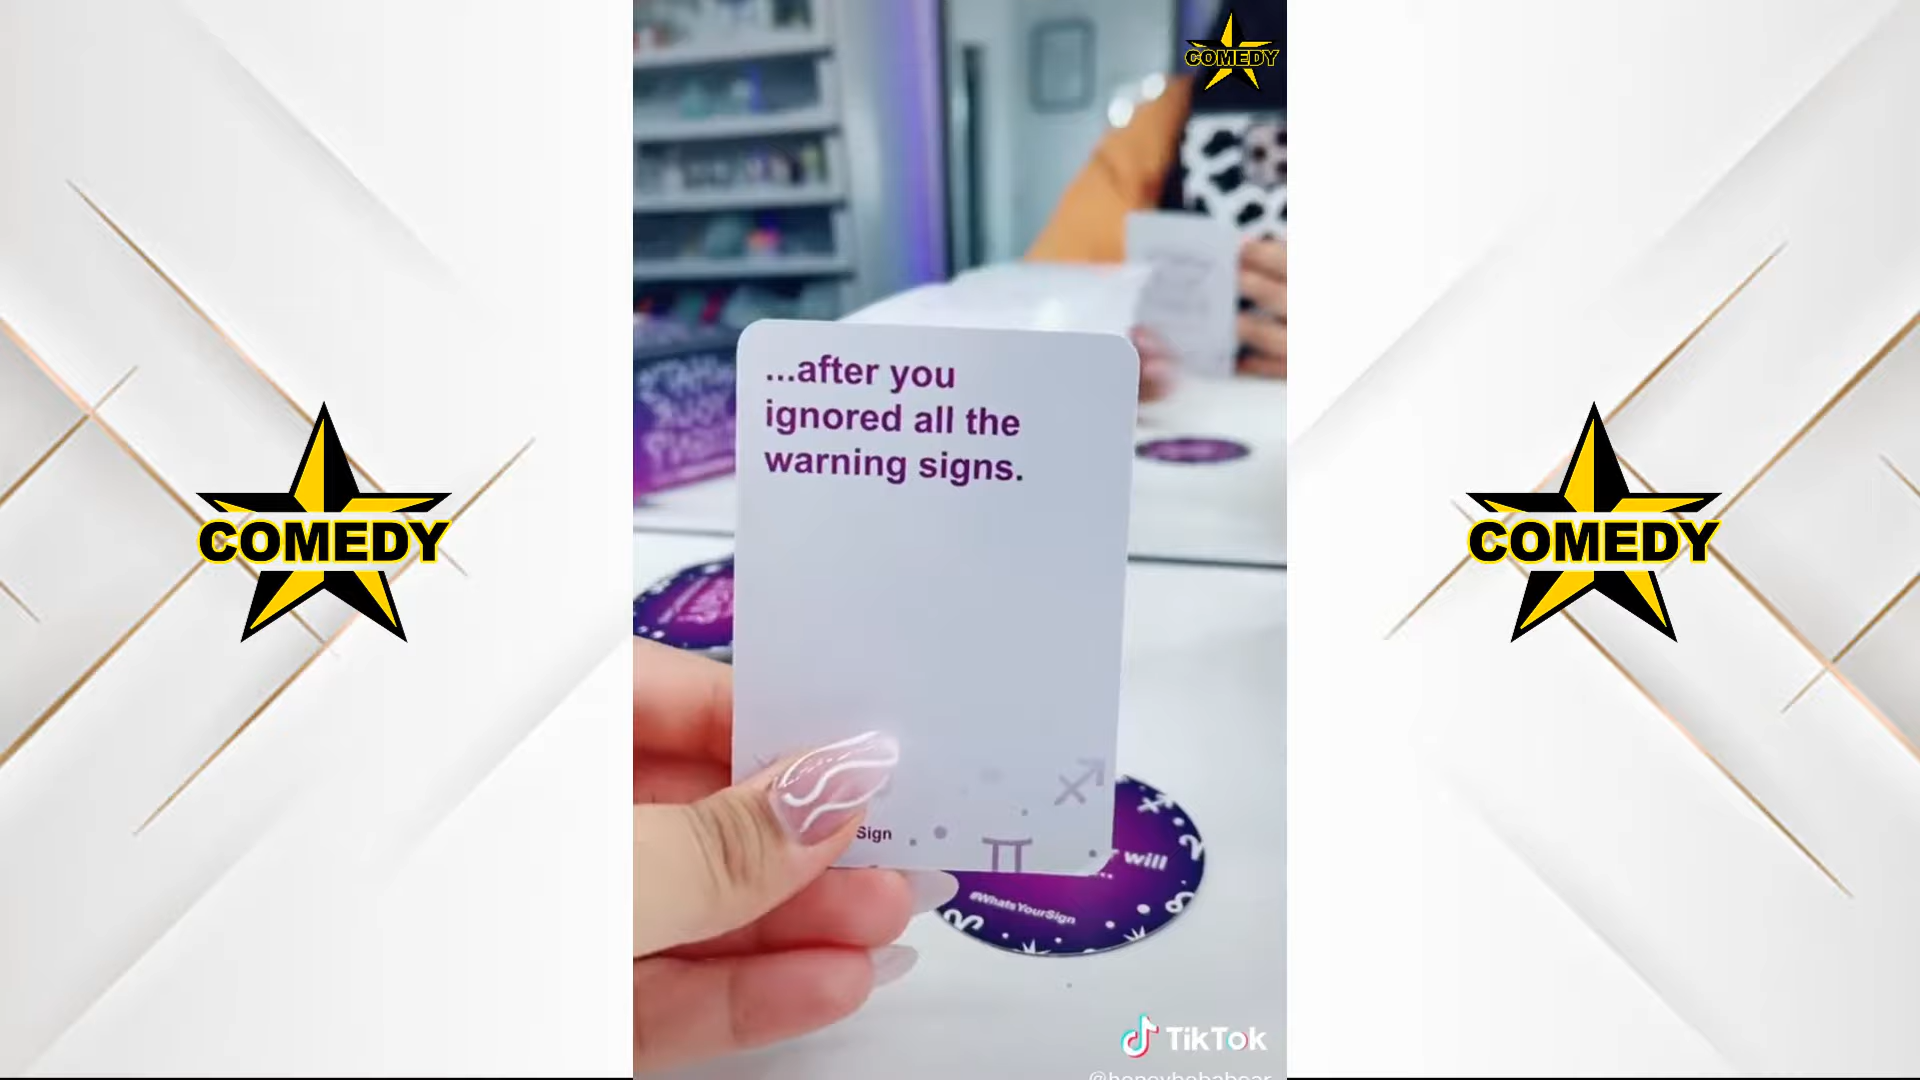 COMEDY
...after you
ignored all the
warning signs.
Sign
will
#WhatsYourSign
COMEDY
COMEDY
TikTok